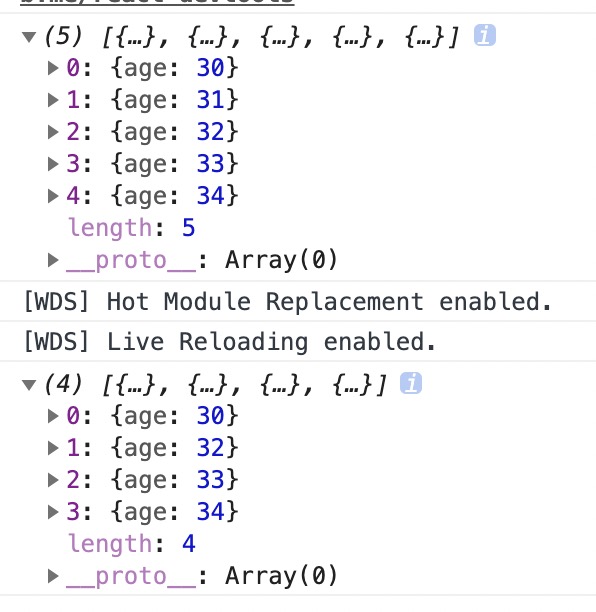 (5) [{…}, {…}, {…}, {…}, {…}] i
0: {age: 30}
1: {age: 31}
2: {age: 32}
3: {age: 33}
4: {age: 34}
length: 5
__proto__: Array(0)
[WDS] Hot Module Replacement enabled.
[WDS] Live Reloading enabled.
(4) [{…}, {…}, {…}, {…}] i
0: {age: 30}
1: {age: 32}
2: {age: 33}
3: {age: 34}
length: 4
__proto__: Array(0)